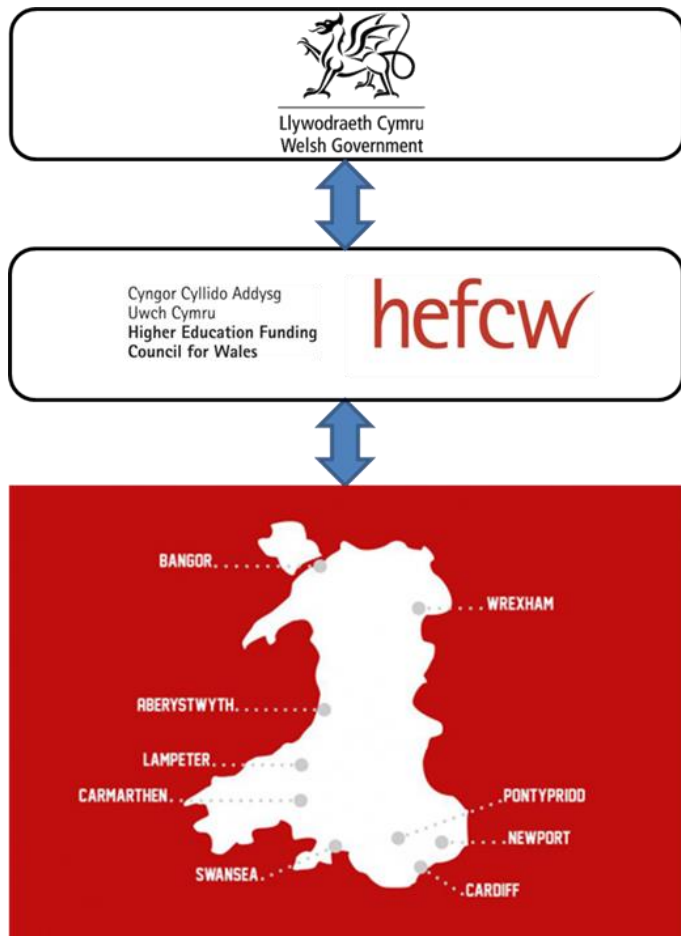 Llywodraeth Cymru
Welsh Government
Cyngor Cyllido Addysg
Uwch Cymru
Higher Education Funding
Council for Wales
hefcw
BANGOR
WREXHAM
ABERYSTWYTH
LAMPETER
CARMARTHEN
PONTYPRIDD
NEWPORT
SWANSEA
CARDIFF